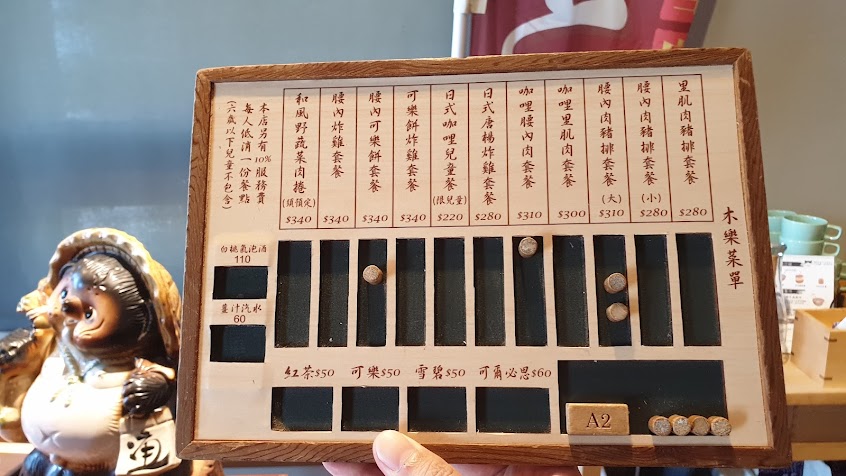 木樂菜單
里肌肉豬排套餐
$280
腰內肉豬排套餐
(小)
$280
腰內肉豬排套餐
(大)
$310
咖哩里肌肉套餐
$300
咖哩腰內肉套餐
$310
日式唐楊炸雞套餐
$280
日式咖哩兒童餐
(限兒童)
$220
可樂餅炸雞套餐
$340
腰內可樂餅套餐
$340
腰內炸雞套餐
$340
和風野蔬菜肉捲
(須預定)
$340
本店另有10%服務費
每人低消一份餐點
(六歲以下兒童不包含)
白桃氣泡酒
110
薑汁汽水
60
紅茶$50
可樂$50
雪碧$50
可爾必思$60
A2